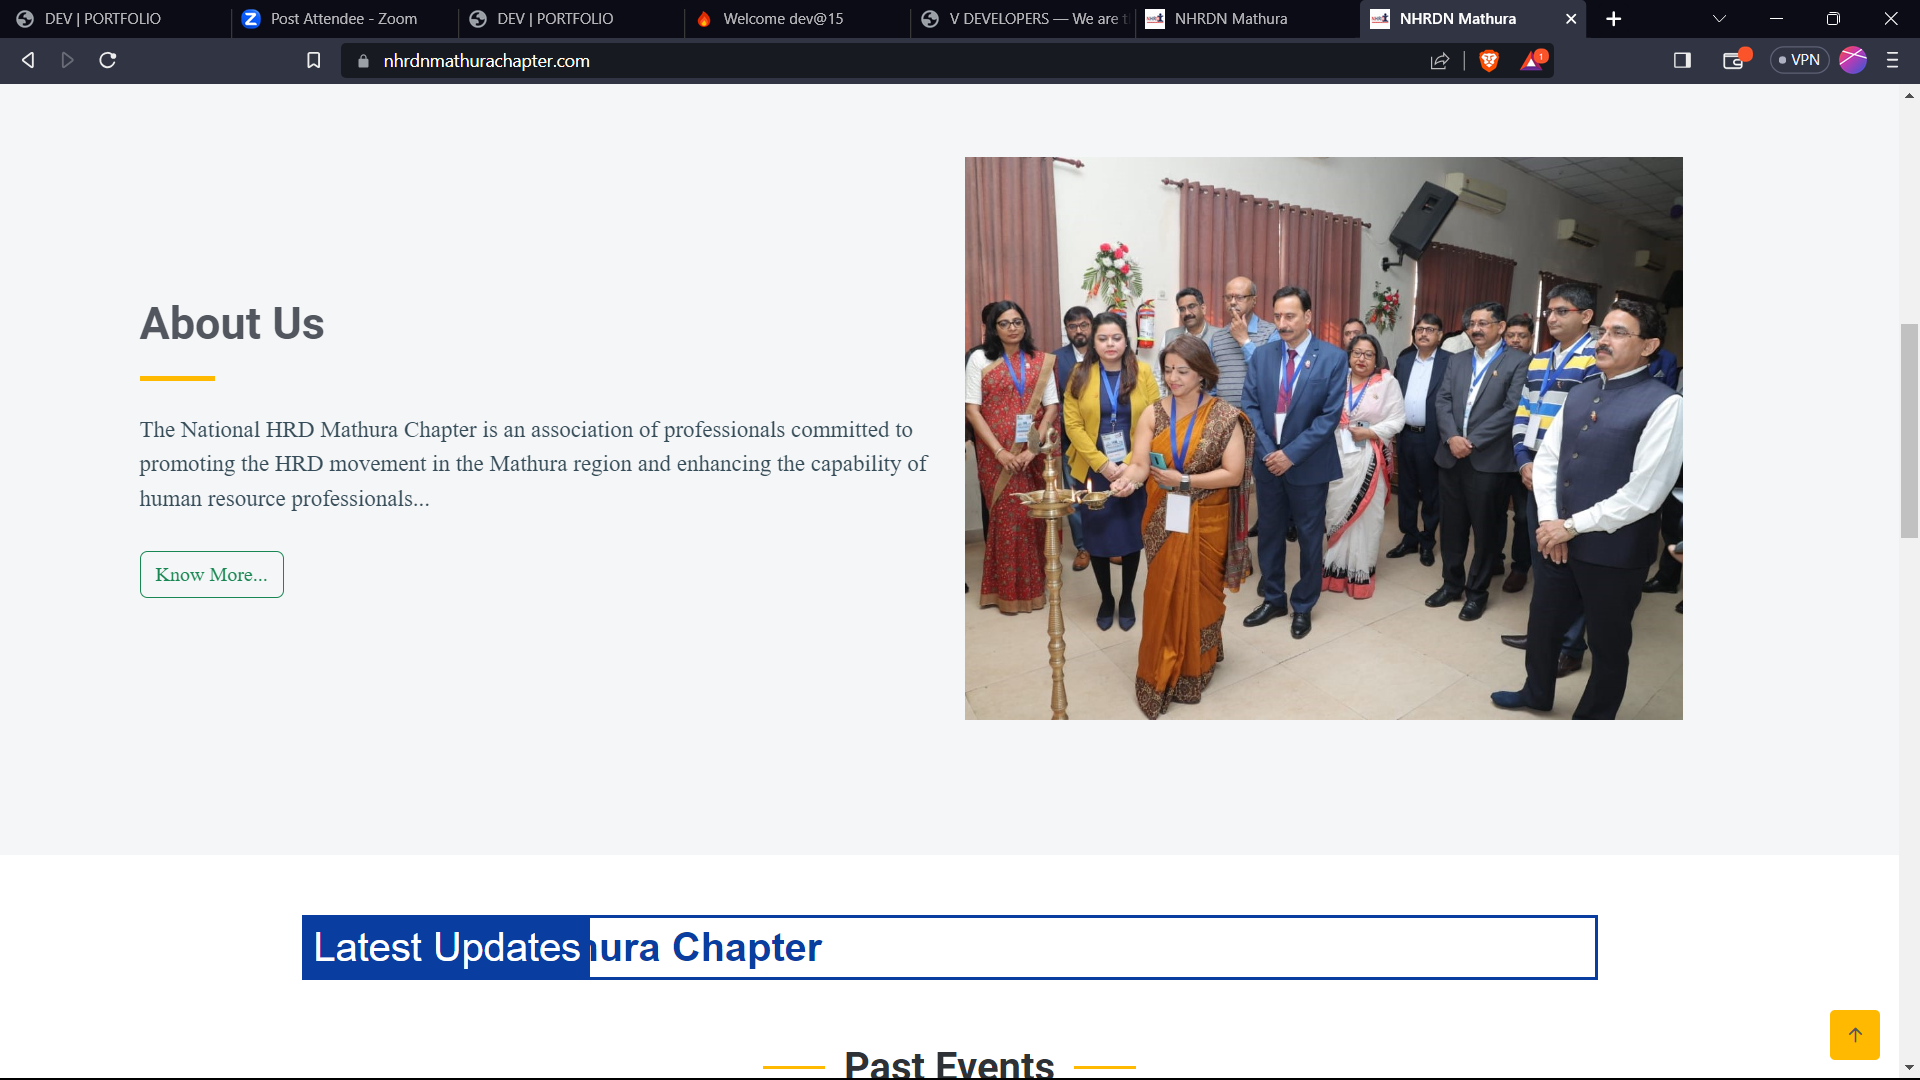 DEV | PORTFOLIO
Post Attendee - Zoom
DEV | PORTFOLIO
Welcome dev@15
V DEVELOPERS — We are
NHRDN Mathura
NHRDN Mathura
nhrdnmathurachapter.com
1
VPN
About Us
The National HRD Mathura Chapter is an association of professionals committed to
promoting the HRD movement in the Mathura region and enhancing the capability of
human resource professionals...
Know More...
Latest Updates
ura Chapter
Past Events